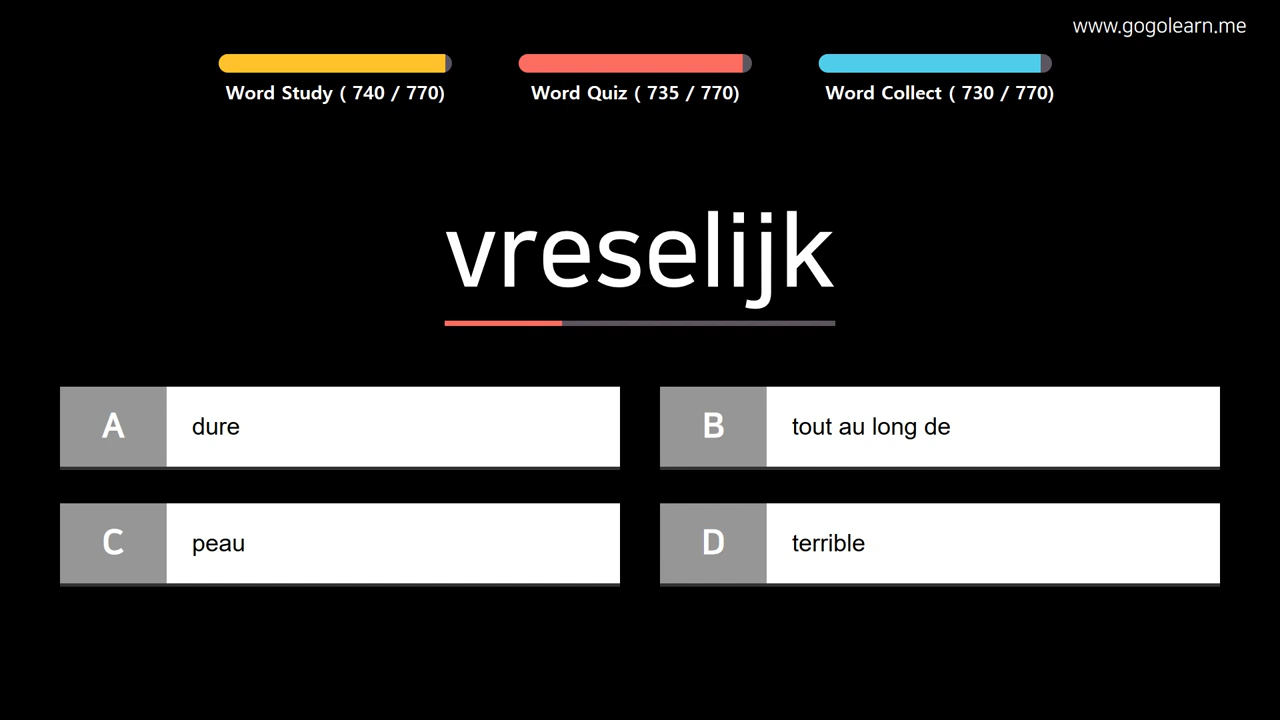 www.gogolearn.me
Word Study ( 740 / 770)
Word Quiz ( 735 / 770)
Word Collect ( 730 / 770)
vreselijk
A dure
B tout au long de
C peau
D terrible